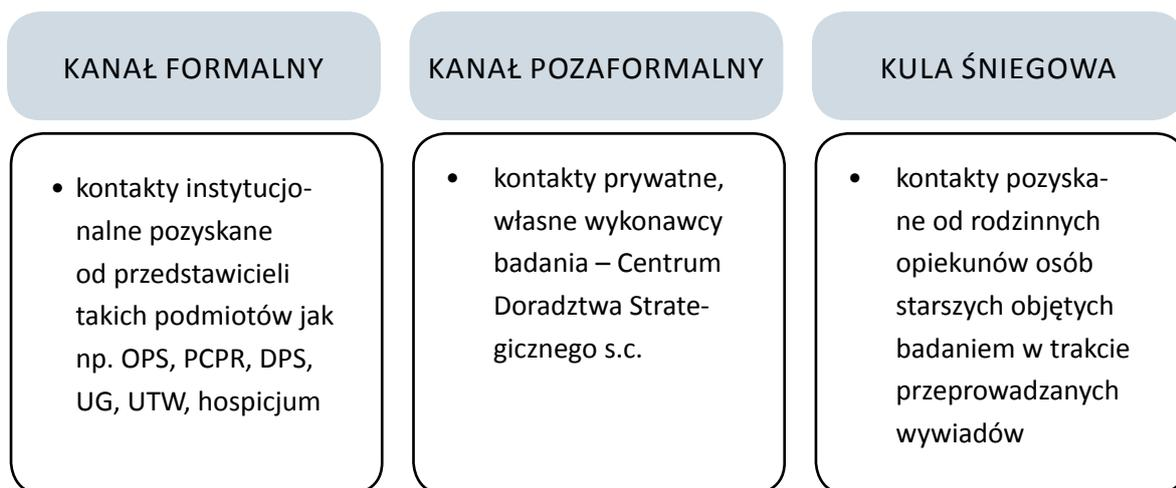 KANAŁ FORMALNY
• kontakty instytucjo-
nalne pozyskane
od przedstawicieli
takich podmiotów jak
np. OPS, PCPR, DPS,
UG, UTW, hospicjum
KANAŁ POZAFORMALNY
• kontakty prywatne,
własne wykonawcy
badania – Centrum
Doradztwa Strate-
gicznego s.c.
KULA ŚNIEGOWA
• kontakty pozyska-
ne od rodzinnych
opiekunów osób
starszych objętych
badaniem w trakcie
przeprowadzanych
wywiadów